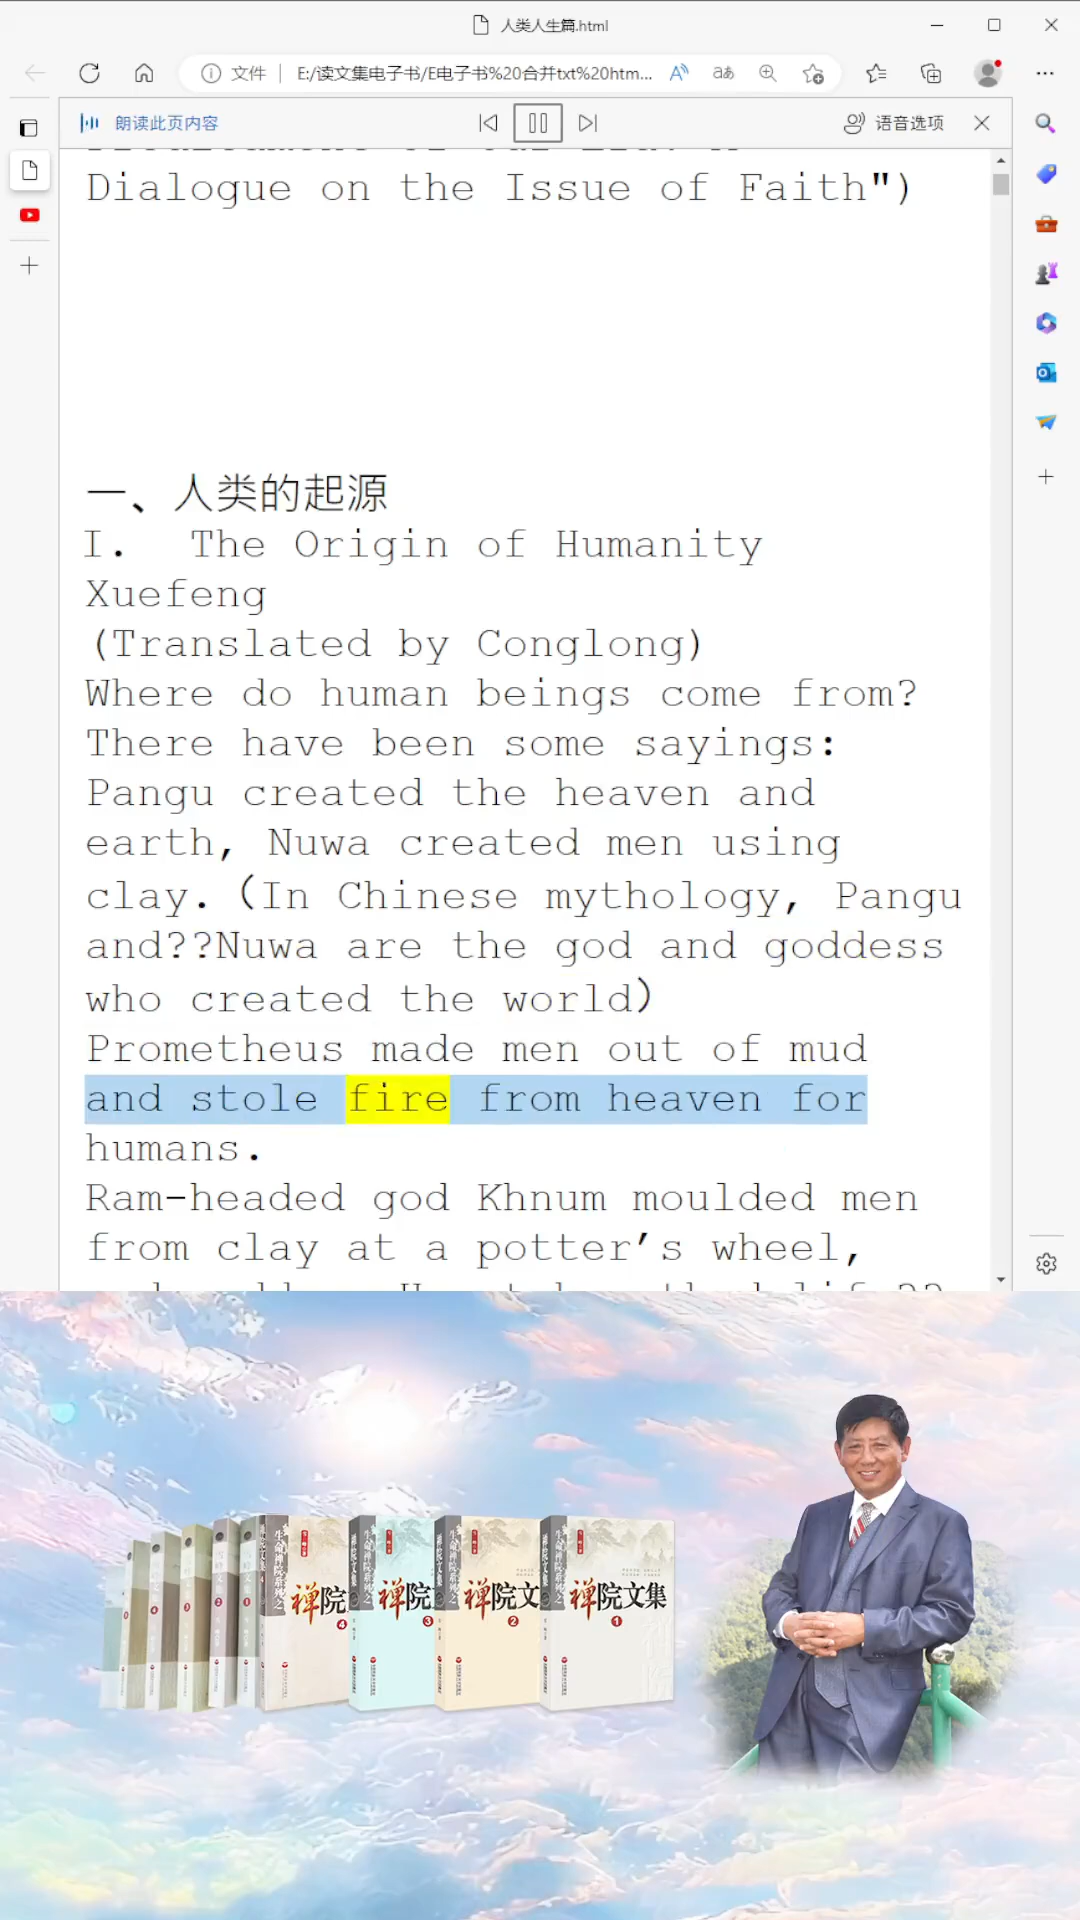 人类人生篇.html
文件 | E:/读文集电子书/E电子书%20合并txt%20htm...
朗读此页内容
语音选项
Dialogue on the Issue of Faith")
一、人类的起源
I. The Origin of Humanity
Xuefeng
(Translated by Conglong)
Where do human beings come from?
There have been some sayings:
Pangu created the heaven and
earth, Nuwa created men using
clay.（In Chinese mythology, Pangu
and??Nuwa are the god and goddess
who created the world）
Prometheus made men out of mud
and stole fire from heaven for
humans.
Ram-headed god Khnum moulded men
from clay at a potter’s wheel,
禅院
4
禅院
3
禅院文
2
禅院文集
1